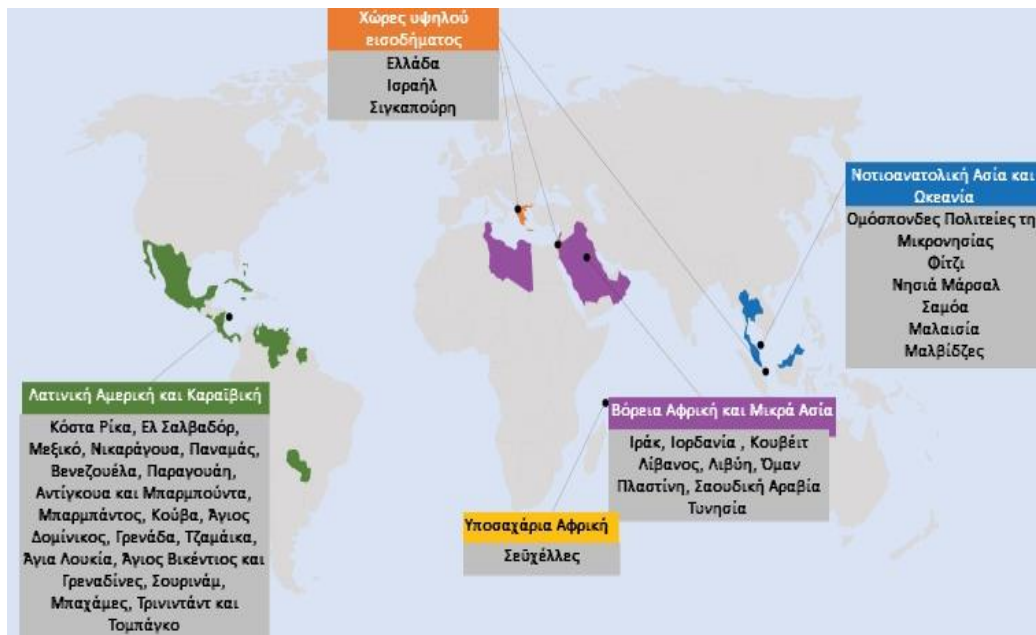 Χώρες υψηλού
εισοδήματος
Ελλάδα
Ισραήλ
Σιγκαπούρη
Νοτιοανατολική Ασία και
Ωκεανία
Ομόσπονδες Πολιτείες τη
Μικρονησίας
Φίτζι
Νησιά Μάρσαλ
Σαμόα
Μαλαισία
Μαλβίδζες
Λατινική Αμερική και Καραϊβική
Κόστα Ρίκα, Ελ Σαλβαδόρ,
Μεξικό, Νικαράγουα, Παναμάς,
Βενεζουέλα, Παραγουάη,
Αντίγκουα και Μπαρμπούντα,
Μπαρμπάντος, Κούβα, Άγιος
Δομίνικος, Γρενάδα, Τζαμάικα,
Άγια Λουκία, Άγιος Βικέντιος και
Γρεναδίνες, Σουρινάμ,
Μπαχάμες, Τρινιντάντ και
Τομπάγκο
Βόρεια Αφρική και Μικρά Ασία
Ιράκ, Ιορδανία , Κουβέιτ
Λίβανος, Λιβύη, Όμαν
Πλαστίνη, Σαουδική Αραβία
Τυνησία
Υποσαχάρια Αφρική
Σεϋχέλλες